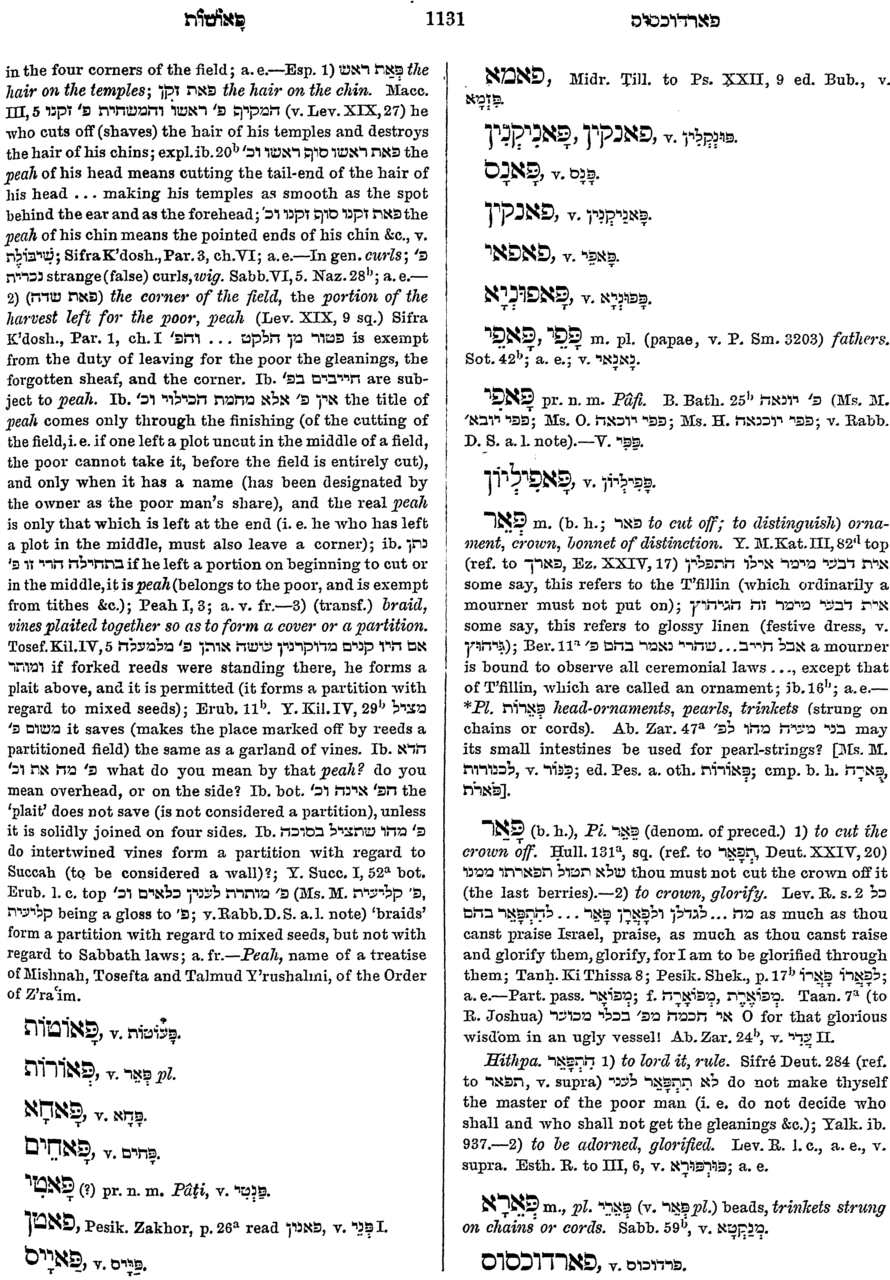 פָּאוֹטוֹת 1131 פארדוכסוס
in the four corners of the field; a. e.—Esp. 1) פְּאַת ראש the
hair on the temples; פאת זקן the hair on the chin. Macc.
III, 5 המקיף פ׳ ראשו והמשחית פ׳ זקנו (v. Lev. XIX, 27) he
who cuts off (shaves) the hair of his temples and destroys
the hair of his chins; expl. ib. 20ᵇ פאת ראשו סוף ראשו וכ׳ the
peah of his head means cutting the tail-end of the hair of
his head ... making his temples as smooth as the spot
behind the ear and as the forehead; פאת זקנו סוף זקנו וכ׳ the
peah of his chin means the pointed ends of his chin &c., v.
שִׁיבּוֹלֶת; Sifra K'dosh., Par. 3, ch. VI; a. e.—In gen. curls; פ׳
נכרית strange (false) curls, wig. Sabb. VI, 5. Naz. 28ᵇ; a. e.—
2) (פאת שדה) the corner of the field, the portion of the
harvest left for the poor, peah (Lev. XIX, 9 sq.) Sifra
K'dosh., Par. 1, ch. I פטור מן הלקט ... והפ׳ is exempt
from the duty of leaving for the poor the gleanings, the
forgotten sheaf, and the corner. Ib. חייבים בפ׳ are sub-
ject to peah. Ib. אין פ׳ אלא מחמת הכילוי וכ׳ the title of
peah comes only through the finishing (of the cutting of
the field, i. e. if one left a plot uncut in the middle of a field,
the poor cannot take it, before the field is entirely cut),
and only when it has a name (has been designated by
the owner as the poor man's share), and the real peah
is only that which is left at the end (i. e. he who has left
a plot in the middle, must also leave a corner); ib. נתן
בתחילה הרי זו פ׳ if he left a portion on beginning to cut or
in the middle, it is peah (belongs to the poor, and is exempt
from tithes &c.); Peah I, 3; a. v. fr.—3) (transf.) braid,
vines plaited together so as to form a cover or a partition.
Tosef. Kil. IV, 5 אם היו קנים מדוקרנין עושה אותן פ׳ מלמעלה
ומותר if forked reeds were standing there, he forms a
plait above, and it is permitted (it forms a partition with
regard to mixed seeds); Erub. 11ᵇ. Y. Kil. IV, 29ᵇ מציל
משום פ׳ it saves (makes the place marked off by reeds a
partitioned field) the same as a garland of vines. Ib. הדא
פ׳ מה את וכ׳ what do you mean by that peah? do you
mean overhead, or on the side? Ib. bot. הפ׳ אינה וכ׳ the
'plait' does not save (is not considered a partition), unless
it is solidly joined on four sides. Ib. פ׳ מהו שתציל בסוכה
do intertwined vines form a partition with regard to
Succah (to be considered a wall)?; Y. Succ. I, 52ᵃ bot.
Erub. l. c. top פ׳ מותרת לענין כלאים וכ׳ (Ms. M. פ׳ קליעית,
קליעית being a gloss to פ׳; v. Rabb. D. S. a. l. note) 'braids'
form a partition with regard to mixed seeds, but not with
regard to Sabbath laws; a. fr.—Peah, name of a treatise
of Mishnah, Tosefta and Talmud Y'rushalmi, of the Order
of Z'ra'im.
פָּאוֹטוֹת, v. פָּעוֹטוֹת.
פְּאוֹרוֹת, v. פְּאֵר pl.
פָּאחָא, v. פָּחָא.
פָּאחִים, v. פָּחִים.
פָּאטִי (?) pr. n. m. Pâṭi, v. פַּנְטִי.
פאטן, Pesik. Zakhor, p. 26ᵃ read פאנון, v. פְּנֵי I.
פַּאיָּיס, v. פַּיָּיס.
פאמא, Midr. Till. to Ps. XXII, 9 ed. Bub., v.
פִּזְמָא.
פאנקין, פָּאנִיקְנִין, v. פּוּנְקְלִין.
פָּאנָס, v. פָּנָס.
פאנקין, v. פָּאנִיקְנִין.
פאפאי, v. פָּאפֵּי.
פָּאפּוּנְיָא, v. פָּפּוּנְיָא.
פָּפֵי, פָּאפֵּי m. pl. (papae, v. P. Sm. 3203) fathers.
Sot. 42ᵇ; a. e.; v. נָאנָאֵי.
פָּאפִּי pr. n. m. Pâfi. B. Bath. 25ᵇ פ׳ יונאה (Ms. M.
פפי יובא׳; Ms. O. פפי יוכאה; Ms. H. פפי יוכנאה; v. Rabb.
D. S. a. l. note).—V. פַּפִּי.
פָּאפִילְיוֹן, v. פָּפִילְיוֹן.
פְּאֵר m. (b. h.; פאר to cut off; to distinguish) orna-
ment, crown, bonnet of distinction. Y. M. Kat. III, 82ᵈ top
(ref. to פארך, Ez. XXIV, 17) אית דבעי מימר אילו התפלין
some say, this refers to the T'fillin (which ordinarily a
mourner must not put on); אית דבעי מימר זה הגיהוץ
some say, this refers to glossy linen (festive dress, v.
גִּיהוּץ); Ber. 11ᵃ אבל חייב...שהרי נאמר בהם פ׳ a mourner
is bound to observe all ceremonial laws ..., except that
of T'fillin, which are called an ornament; ib. 16ᵇ; a. e.—
*Pl. פְּאֵרוֹת head-ornaments, pearls, trinkets (strung on
chains or cords). Ab. Zar. 47ᵃ בני מעיה מהו לפ׳ may
its small intestines be used for pearl-strings? [Ms. M.
לכנורות, v. כִּנּוֹר; ed. Pes. a. oth. פְּאוֹרוֹת; cmp. b. h. פֻּארָה,
פֹּארֹת].
פָּאַר (b. h.), Pi. פֵּאֵר (denom. of preced.) 1) to cut the
crown off. Ḥull. 131ᵃ, sq. (ref. to תְּפָאֵר, Deut. XXIV, 20)
שלא תטול תפארתו ממנו thou must not cut the crown off it
(the last berries).—2) to crown, glorify. Lev. R. s. 2 כל
מה ...לגדלן ולפָאֲרָן פָּאֵר ... לְהִתְפָּאֵר בהם as much as thou
canst praise Israel, praise, as much as thou canst raise
and glorify them, glorify, for I am to be glorified through
them; Tanḥ. Ki Thissa 8; Pesik. Shek., p. 17ᵇ לפָאֲרוֹ פָּאֲרוֹ;
a. e.—Part. pass. מְפוֹאָר; f. מְפוֹאָרָה, מְפוֹאֶרֶת. Taan. 7ᵃ (to
R. Joshua) אי חכמה מפ׳ בכלי מכוער O for that glorious
wisdom in an ugly vessel! Ab. Zar. 24ᵇ, v. עֲדִי II.
Hithpa. הִתְפָּאֵר 1) to lord it, rule. Sifré Deut. 284 (ref.
to תפאר, v. supra) לא תִתְפָּאֵר לעני do not make thyself
the master of the poor man (i. e. do not decide who
shall and who shall not get the gleanings &c.); Yalk. ib.
937.—2) to be adorned, glorified. Lev. R. l. c., a. e., v.
supra. Esth. R. to III, 6, v. פּוּרְפּוּרָא; a. e.
פְּאֵרָא m., pl. פְּאֵרֵי (v. פְּאֵר pl.) beads, trinkets strung
on chains or cords. Sabb. 59ᵇ, v. מְנַקְטָא.
פארדוכסוס, v. פרדוכוס.